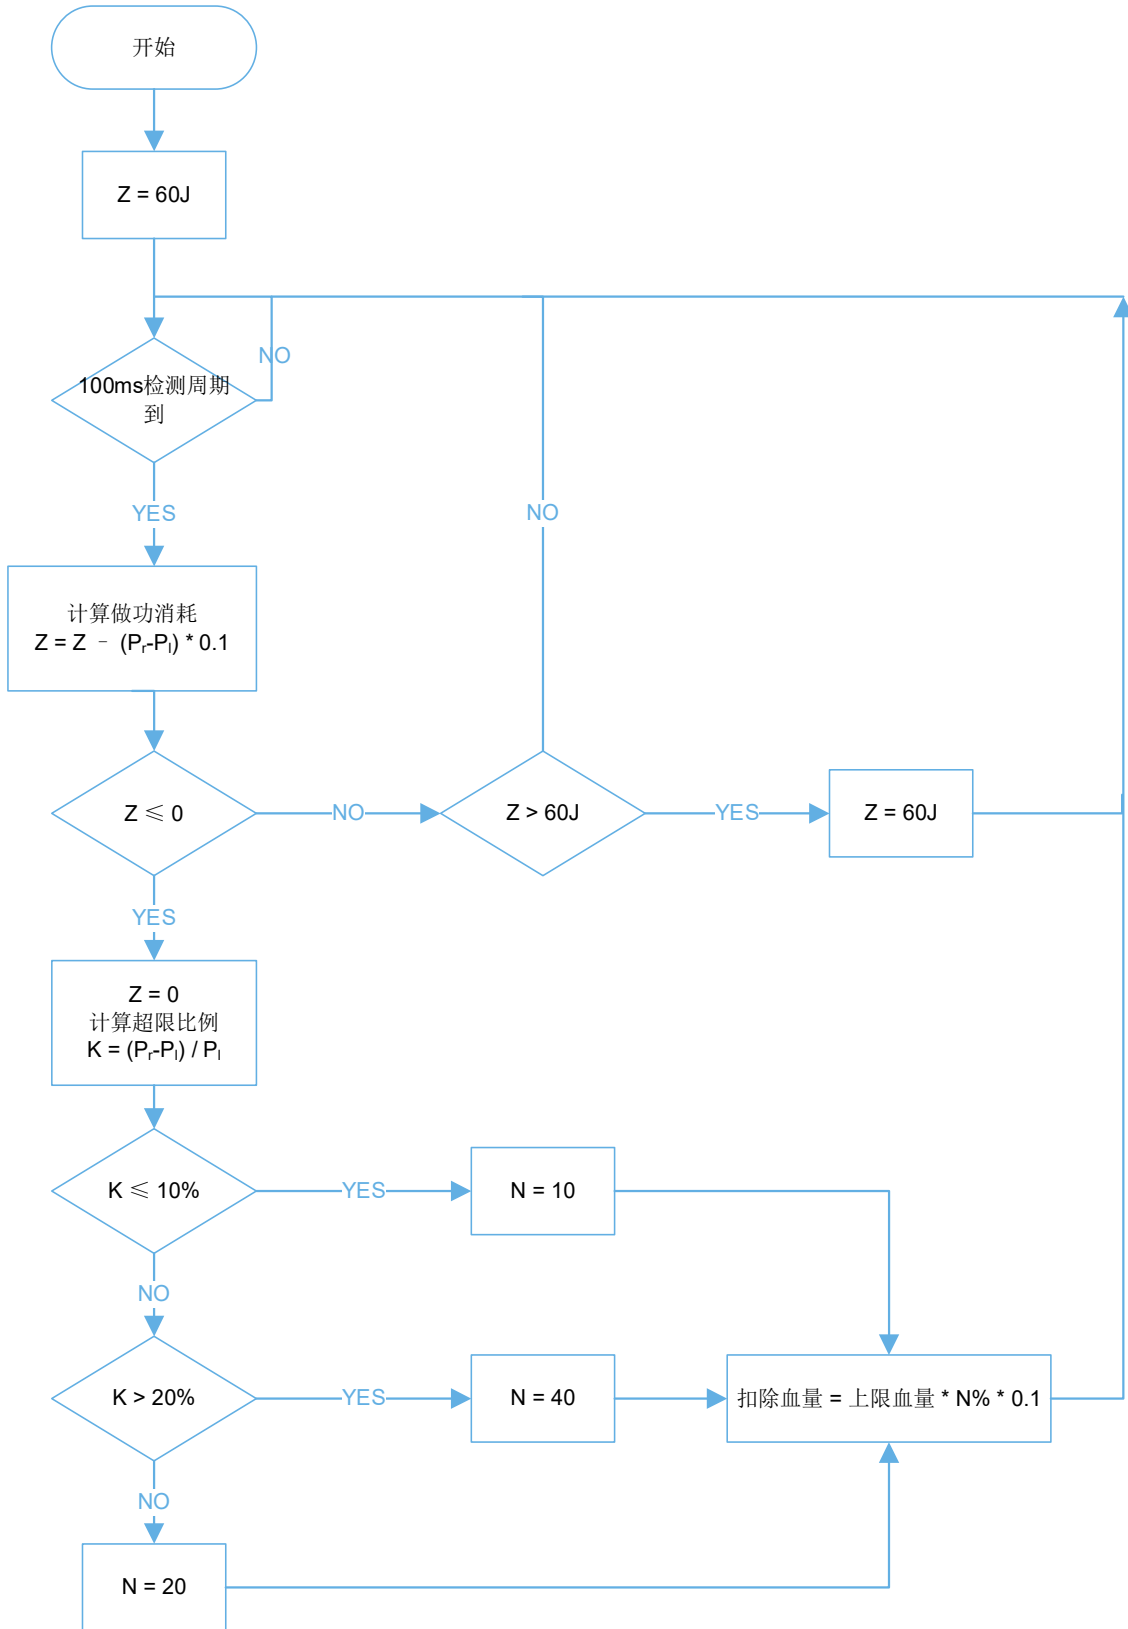 开始
Z = 60J
NO
100ms检测周期
到
YES
NO
计算做功消耗
Z = Z － (Pr-Pl) * 0.1
Z ≤ 0
NO
Z > 60J
YES
Z = 60J
YES
Z = 0
计算超限比例
K = (Pr-Pl) / Pl
K ≤ 10%
YES
N = 10
NO
K > 20%
YES
N = 40
扣除血量 = 上限血量 * N% * 0.1
NO
N = 20